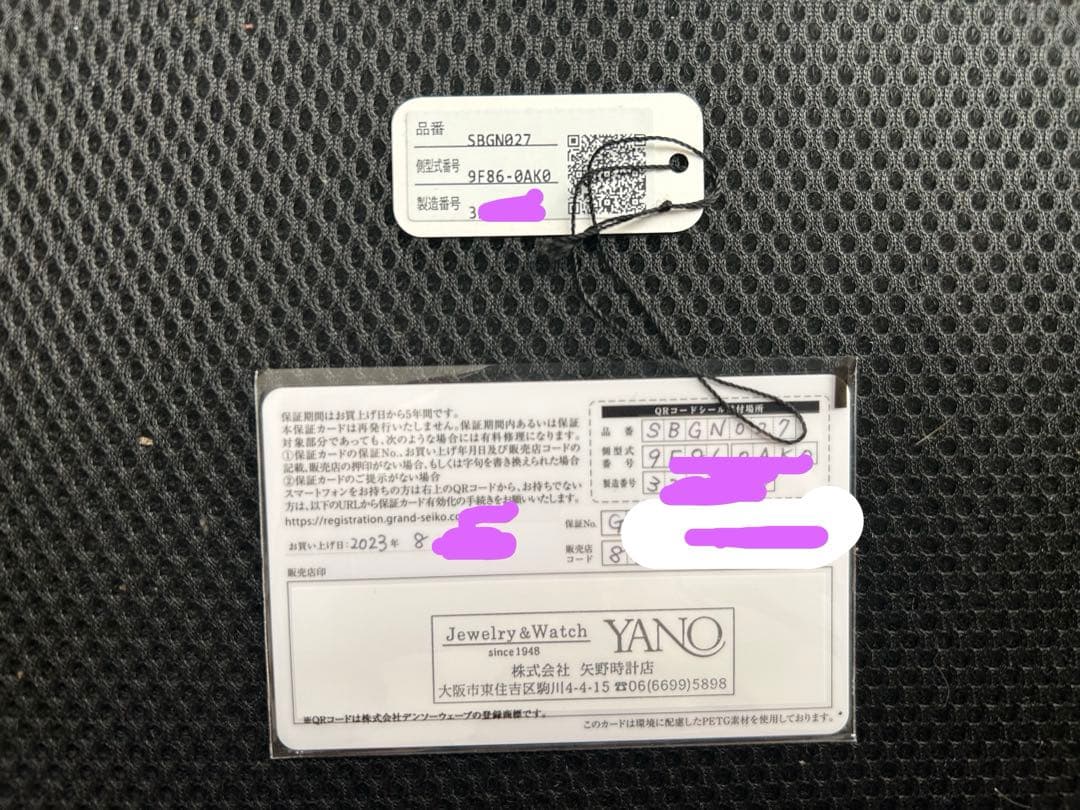 品番 SBGN027
側型式番号 9F86-0AK0
製造番号 3
保証期間はお買上げ日から5年間です。
本保証カードは再発行いたしません。保証期間内あるいは保証
対象部分であっても、次のような場合には有料修理になります。
①保証カードの保証No.、お買い上げ年月日及び販売店コードの
記載、販売店の押印がない場合、もしくは字句を書き換えられた場合
②保証カードのご提示がない場合
スマートフォンをお持ちの方は右上のQRコードから、お持ちでない
方は、以下のURLから保証カード有効化の手続きをお願いいたします。
https://registration.grand-seiko.co
お買い上げ日:2023年 8
QRコードシール 付場所
品番 SBGN027
側型式
番号 9
製造番号 3
保証No. G
販売店
コード 8
販売店印
Jewelry&Watch YANO
since1948
株式会社 矢野時計店
大阪市東住吉区駒川4-4-15 ☎06(6699)5898
※QRコードは株式会社デンソーウェーブの登録商標です。
このカードは環境に配慮したPETG素材を使用しております。